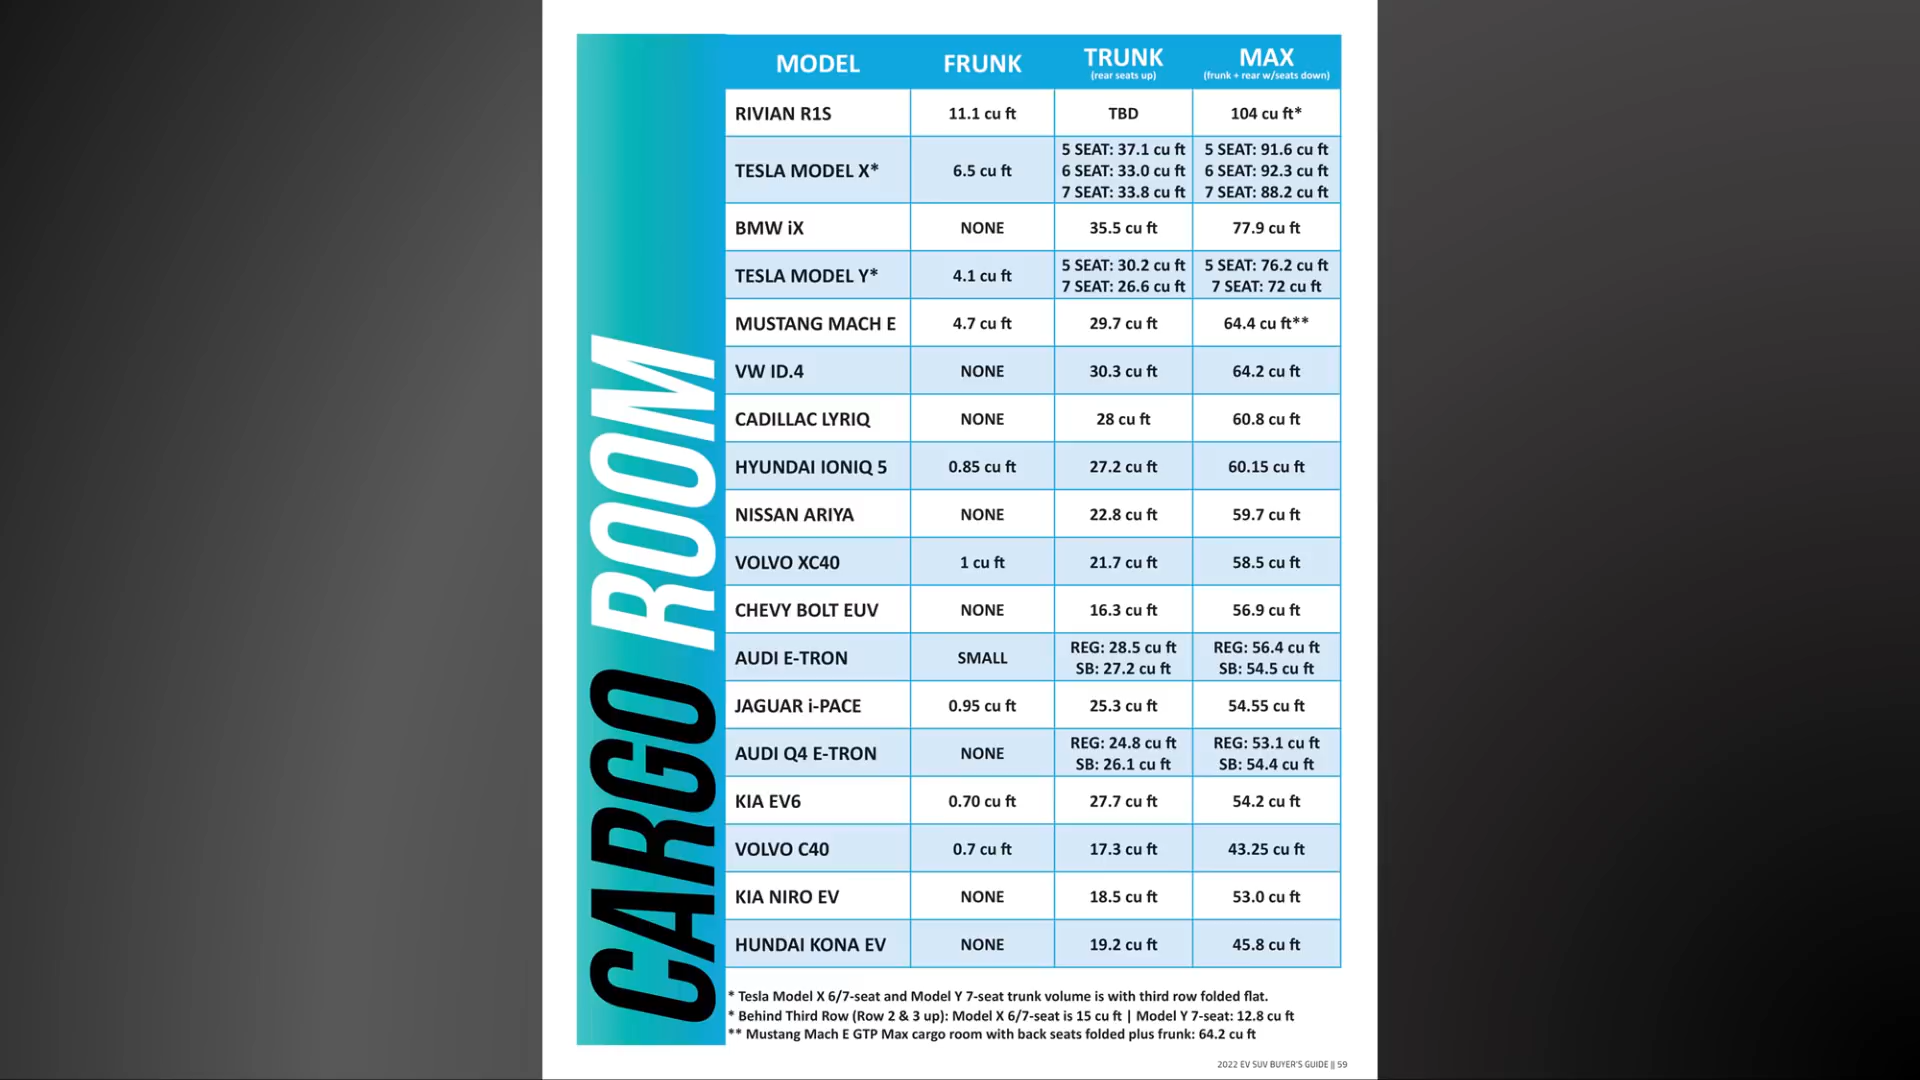 CARGO ROOM
MODEL FRUNK TRUNK (rear seats up) MAX (frunk + rear w/seats down)
RIVIAN R1S 11.1 cu ft TBD 104 cu ft*
5 SEAT: 37.1 cu ft 5 SEAT: 91.6 cu ft
TESLA MODEL X* 6.5 cu ft 6 SEAT: 33.0 cu ft 6 SEAT: 92.3 cu ft
7 SEAT: 33.8 cu ft 7 SEAT: 88.2 cu ft
BMW iX NONE 35.5 cu ft 77.9 cu ft
TESLA MODEL Y* 4.1 cu ft 5 SEAT: 30.2 cu ft 5 SEAT: 76.2 cu ft
7 SEAT: 26.6 cu ft 7 SEAT: 72 cu ft
MUSTANG MACH E 4.7 cu ft 29.7 cu ft 64.4 cu ft**
VW ID.4 NONE 30.3 cu ft 64.2 cu ft
CADILLAC LYRIQ NONE 28 cu ft 60.8 cu ft
HYUNDAI IONIQ 5 0.85 cu ft 27.2 cu ft 60.15 cu ft
NISSAN ARIYA NONE 22.8 cu ft 59.7 cu ft
VOLVO XC40 1 cu ft 21.7 cu ft 58.5 cu ft
CHEVY BOLT EUV NONE 16.3 cu ft 56.9 cu ft
AUDI E-TRON SMALL REG: 28.5 cu ft REG: 56.4 cu ft
SB: 27.2 cu ft SB: 54.5 cu ft
JAGUAR i-PACE 0.95 cu ft 25.3 cu ft 54.55 cu ft
AUDI Q4 E-TRON NONE REG: 24.8 cu ft REG: 53.1 cu ft
SB: 26.1 cu ft SB: 54.4 cu ft
KIA EV6 0.70 cu ft 27.7 cu ft 54.2 cu ft
VOLVO C40 0.7 cu ft 17.3 cu ft 43.25 cu ft
KIA NIRO EV NONE 18.5 cu ft 53.0 cu ft
HUNDAI KONA EV NONE 19.2 cu ft 45.8 cu ft
* Tesla Model X 6/7-seat and Model Y 7-seat trunk volume is with third row folded flat.
* Behind Third Row (Row 2 & 3 up): Model X 6/7-seat is 15 cu ft | Model Y 7-seat: 12.8 cu ft
** Mustang Mach E GTP Max cargo room with back seats folded plus frunk: 64.2 cu ft
2022 EV SUV BUYER'S GUIDE || 59